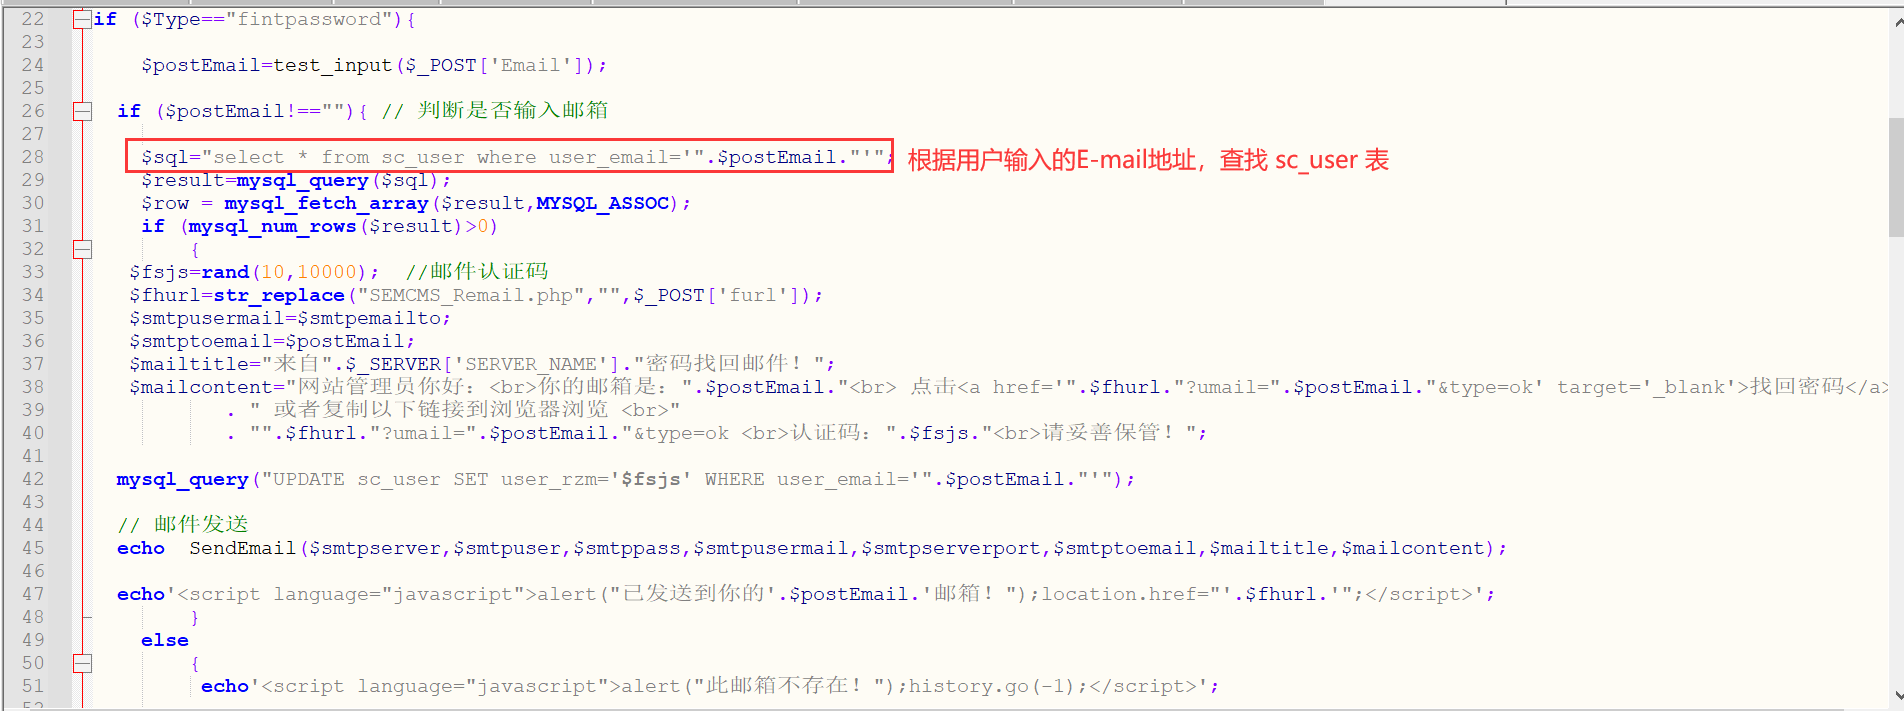 22 if ($Type=="fintpassword"){
23
24 $postEmail=test_input($_POST['Email']);
25
26 if ($postEmail!==""){ // 判断是否输入邮箱
27
28 $sql="select * from sc_user where user_email='".$postEmail."'"; 根据用户输入的E-mail地址，查找 sc_user 表
29 $result=mysql_query($sql);
30 $row = mysql_fetch_array($result,MYSQL_ASSOC);
31 if (mysql_num_rows($result)>0)
32 {
33 $fsjs=rand(10,10000); //邮件认证码
34 $fhurl=str_replace("SEMCMS_Remail.php","",$_POST['furl']);
35 $smtpusermail=$smtpemailto;
36 $smtptoemail=$postEmail;
37 $mailtitle="来自".$_SERVER['SERVER_NAME']."密码找回邮件！";
38 $mailcontent="网站管理员你好：<br>你的邮箱是：".$postEmail."<br> 点击<a href='".$fhurl."?umail=".$postEmail."&type=ok' target='_blank'>找回密码</a>
39 . " 或者复制以下链接到浏览器浏览 <br>"
40 . "".$fhurl."?umail=".$postEmail."&type=ok <br>认证码：".$fsjs."<br>请妥善保管！";
41
42 mysql_query("UPDATE sc_user SET user_rzm='$fsjs' WHERE user_email='".$postEmail."'");
43
44 // 邮件发送
45 echo SendEmail($smtpserver,$smtpuser,$smtppass,$smtpusermail,$smtpserverport,$smtptoemail,$mailtitle,$mailcontent);
46
47 echo'<script language="javascript">alert("已发送到你的'.$postEmail.'邮箱！");location.href="'.$fhurl.'";</script>';
48 }
49 else
50 {
51 echo'<script language="javascript">alert("此邮箱不存在！");history.go(-1);</script>';
52